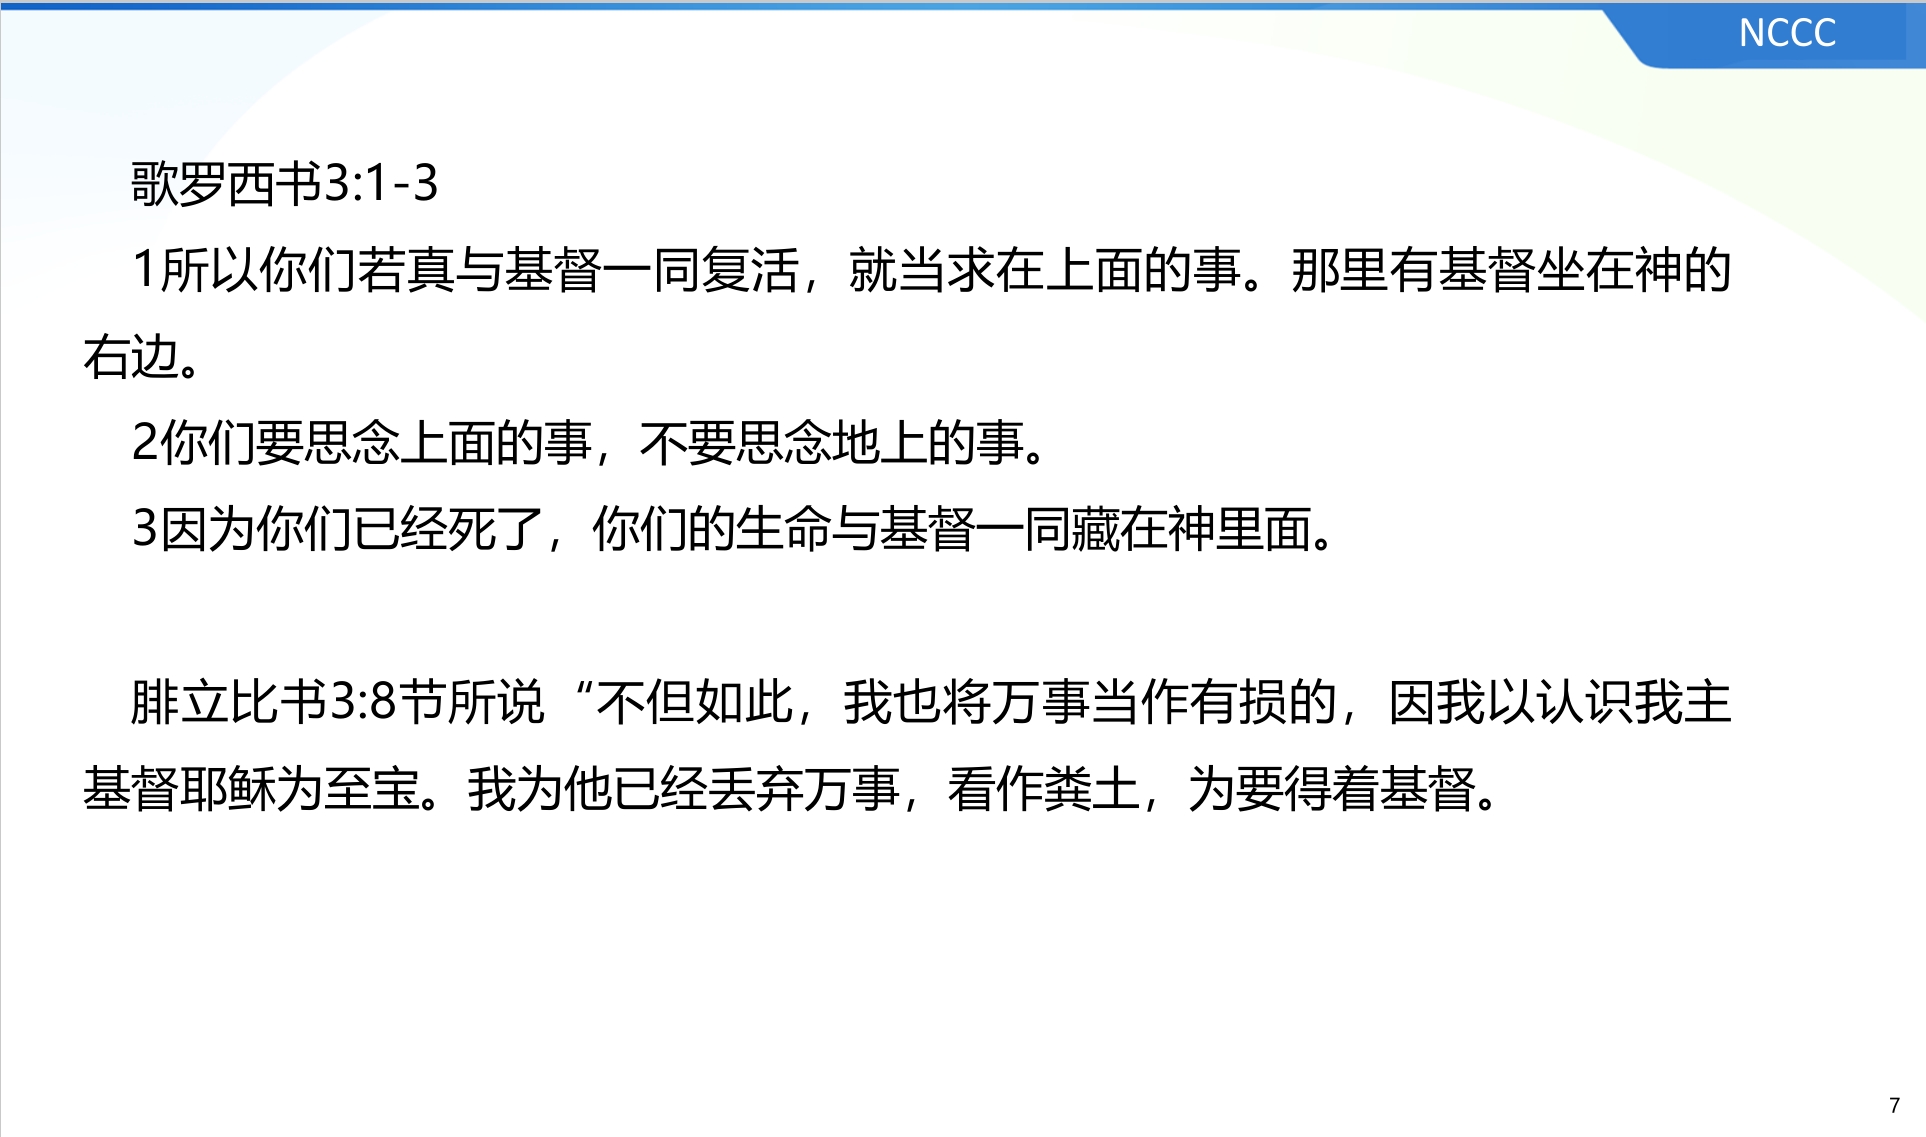 NCCC
歌罗西书3:1-3
1所以你们若真与基督一同复活，就当求在上面的事。那里有基督坐在神的
右边。
2你们要思念上面的事，不要思念地上的事。
3因为你们已经死了，你们的生命与基督一同藏在神里面。
腓立比书3:8节所说“不但如此，我也将万事当作有损的，因我以认识我主
基督耶稣为至宝。我为他已经丢弃万事，看作粪土，为要得着基督。
7